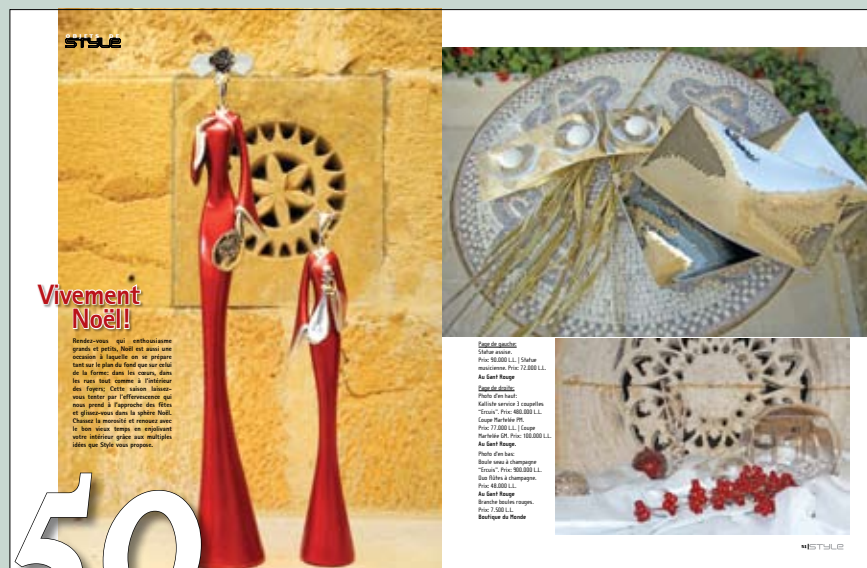 OBJETS DE
STYLE
Vivement
Noël!
Rendez-vous qui enthousiasme
grands et petits, Noël est aussi une
occasion à laquelle on se prépare
tant sur le plan du fond que sur celui
de la forme: dans les cœurs, dans
les rues tout comme à l'intérieur
des foyers; Cette saison laissez-
vous tenter par l'effervescence qui
nous prend à l'approche des fêtes
et glissez-vous dans la sphère Noël.
Chassez la morosité et renouez avec
le bon vieux temps en enjolivant
votre intérieur grâce aux multiples
idées que Style vous propose.
50
Page de gauche:
Statue assise.
Prix: 90.000 L.L. | Statue
musicienne. Prix: 72.000 L.L.
Au Gant Rouge
Page de droite:
Photo d'en haut:
Kalliste service 3 coupelles
"Ercuis". Prix: 480.000 L.L.
Coupe Martelée PM.
Prix: 77.000 L.L. | Coupe
Martelée GM. Prix: 100.000 L.L.
Au Gant Rouge.
Photo d'en bas:
Boule seau à champagne
"Ercuis". Prix: 900.000 L.L.
Duo flûtes à champagne.
Prix: 48.000 L.L.
Au Gant Rouge
Branche boules rouges.
Prix: 7.500 L.L.
Boutique du Monde
STYLE